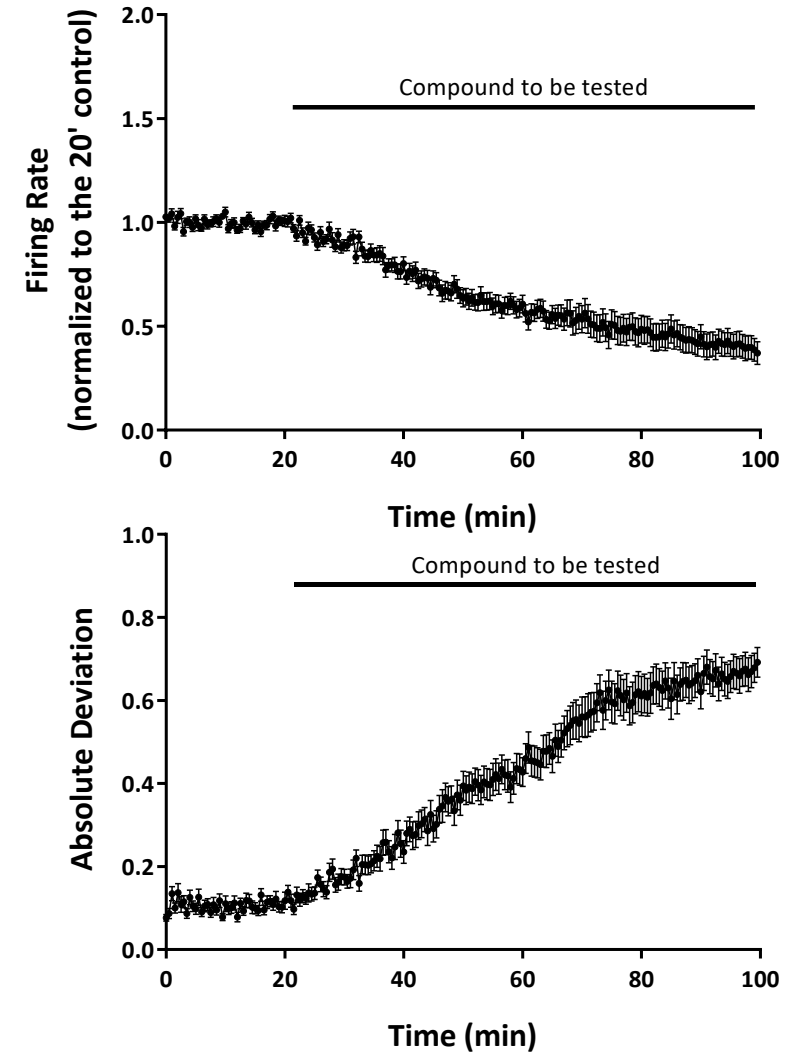 Firing Rate
(normalized to the 20' control)
2.0
1.5
1.0
0.5
0.0
Compound to be tested
0 20 40 60 80 100
Time (min)
Absolute Deviation
1.0
0.8
0.6
0.4
0.2
0.0
Compound to be tested
0 20 40 60 80 100
Time (min)